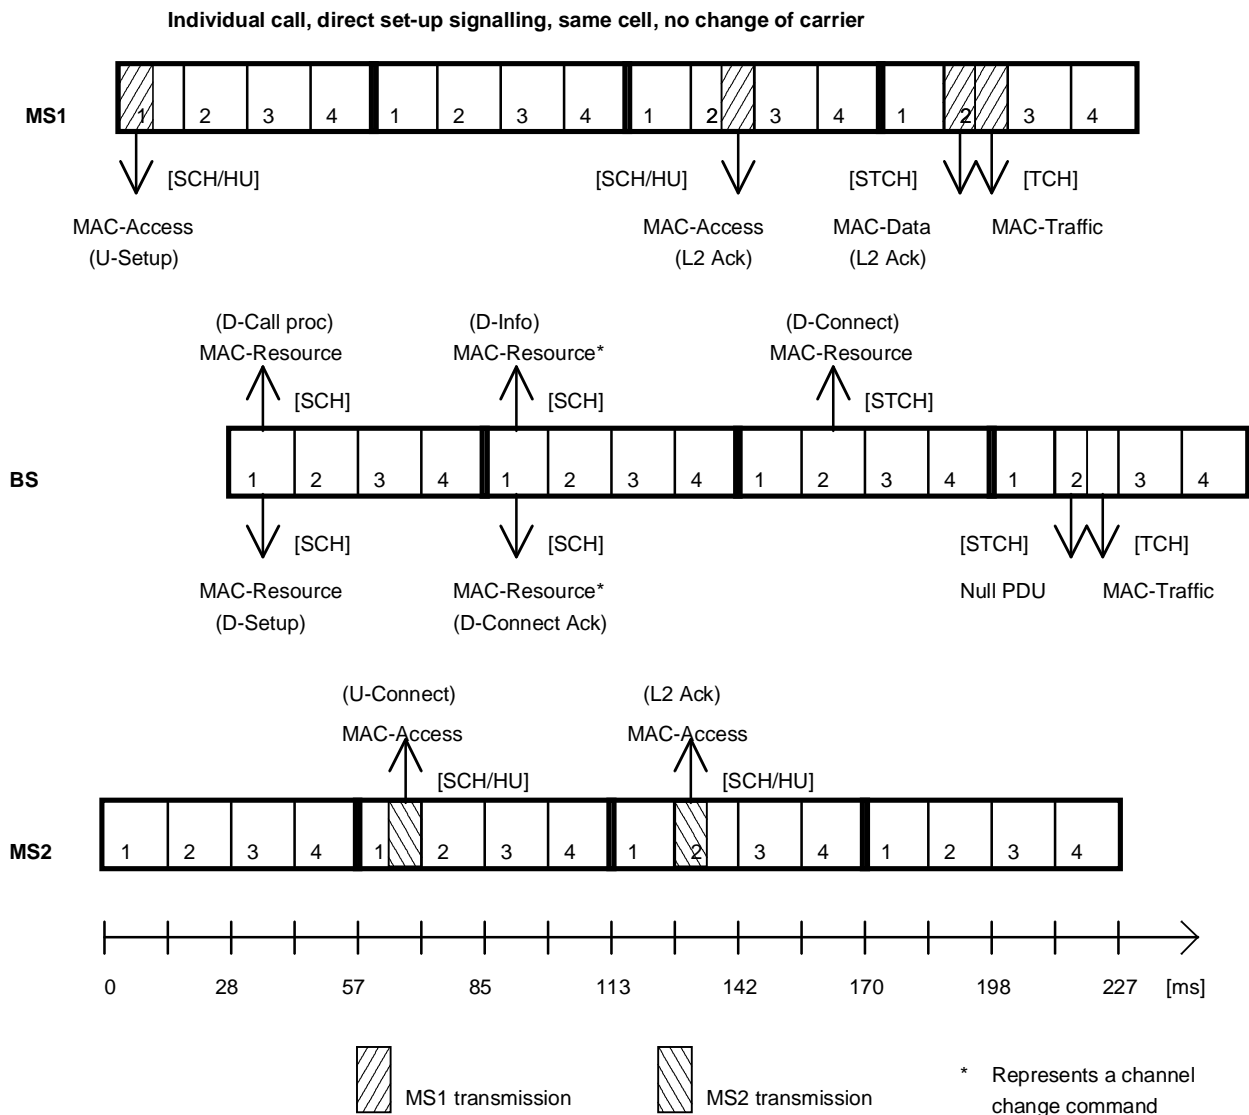 Individual call, direct set-up signalling, same cell, no change of carrier
MS1
1 2 3 4 1 2 3 4 1 2 3 4 1 2 3 4
[SCH/HU] [SCH/HU] [STCH] [TCH]
MAC-Access MAC-Access MAC-Data MAC-Traffic
(U-Setup) (L2 Ack) (L2 Ack)
(D-Call proc) (D-Info) (D-Connect)
MAC-Resource MAC-Resource* MAC-Resource
[SCH] [SCH] [STCH]
BS
1 2 3 4 1 2 3 4 1 2 3 4 1 2 3 4
[SCH] [SCH] [STCH] [TCH]
MAC-Resource MAC-Resource* Null PDU MAC-Traffic
(D-Setup) (D-Connect Ack)
(U-Connect) (L2 Ack)
MAC-Access MAC-Access
[SCH/HU] [SCH/HU]
MS2
1 2 3 4 1 2 3 4 1 2 3 4 1 2 3 4
0 28 57 85 113 142 170 198 227 [ms]
MS1 transmission MS2 transmission * Represents a channel
change command